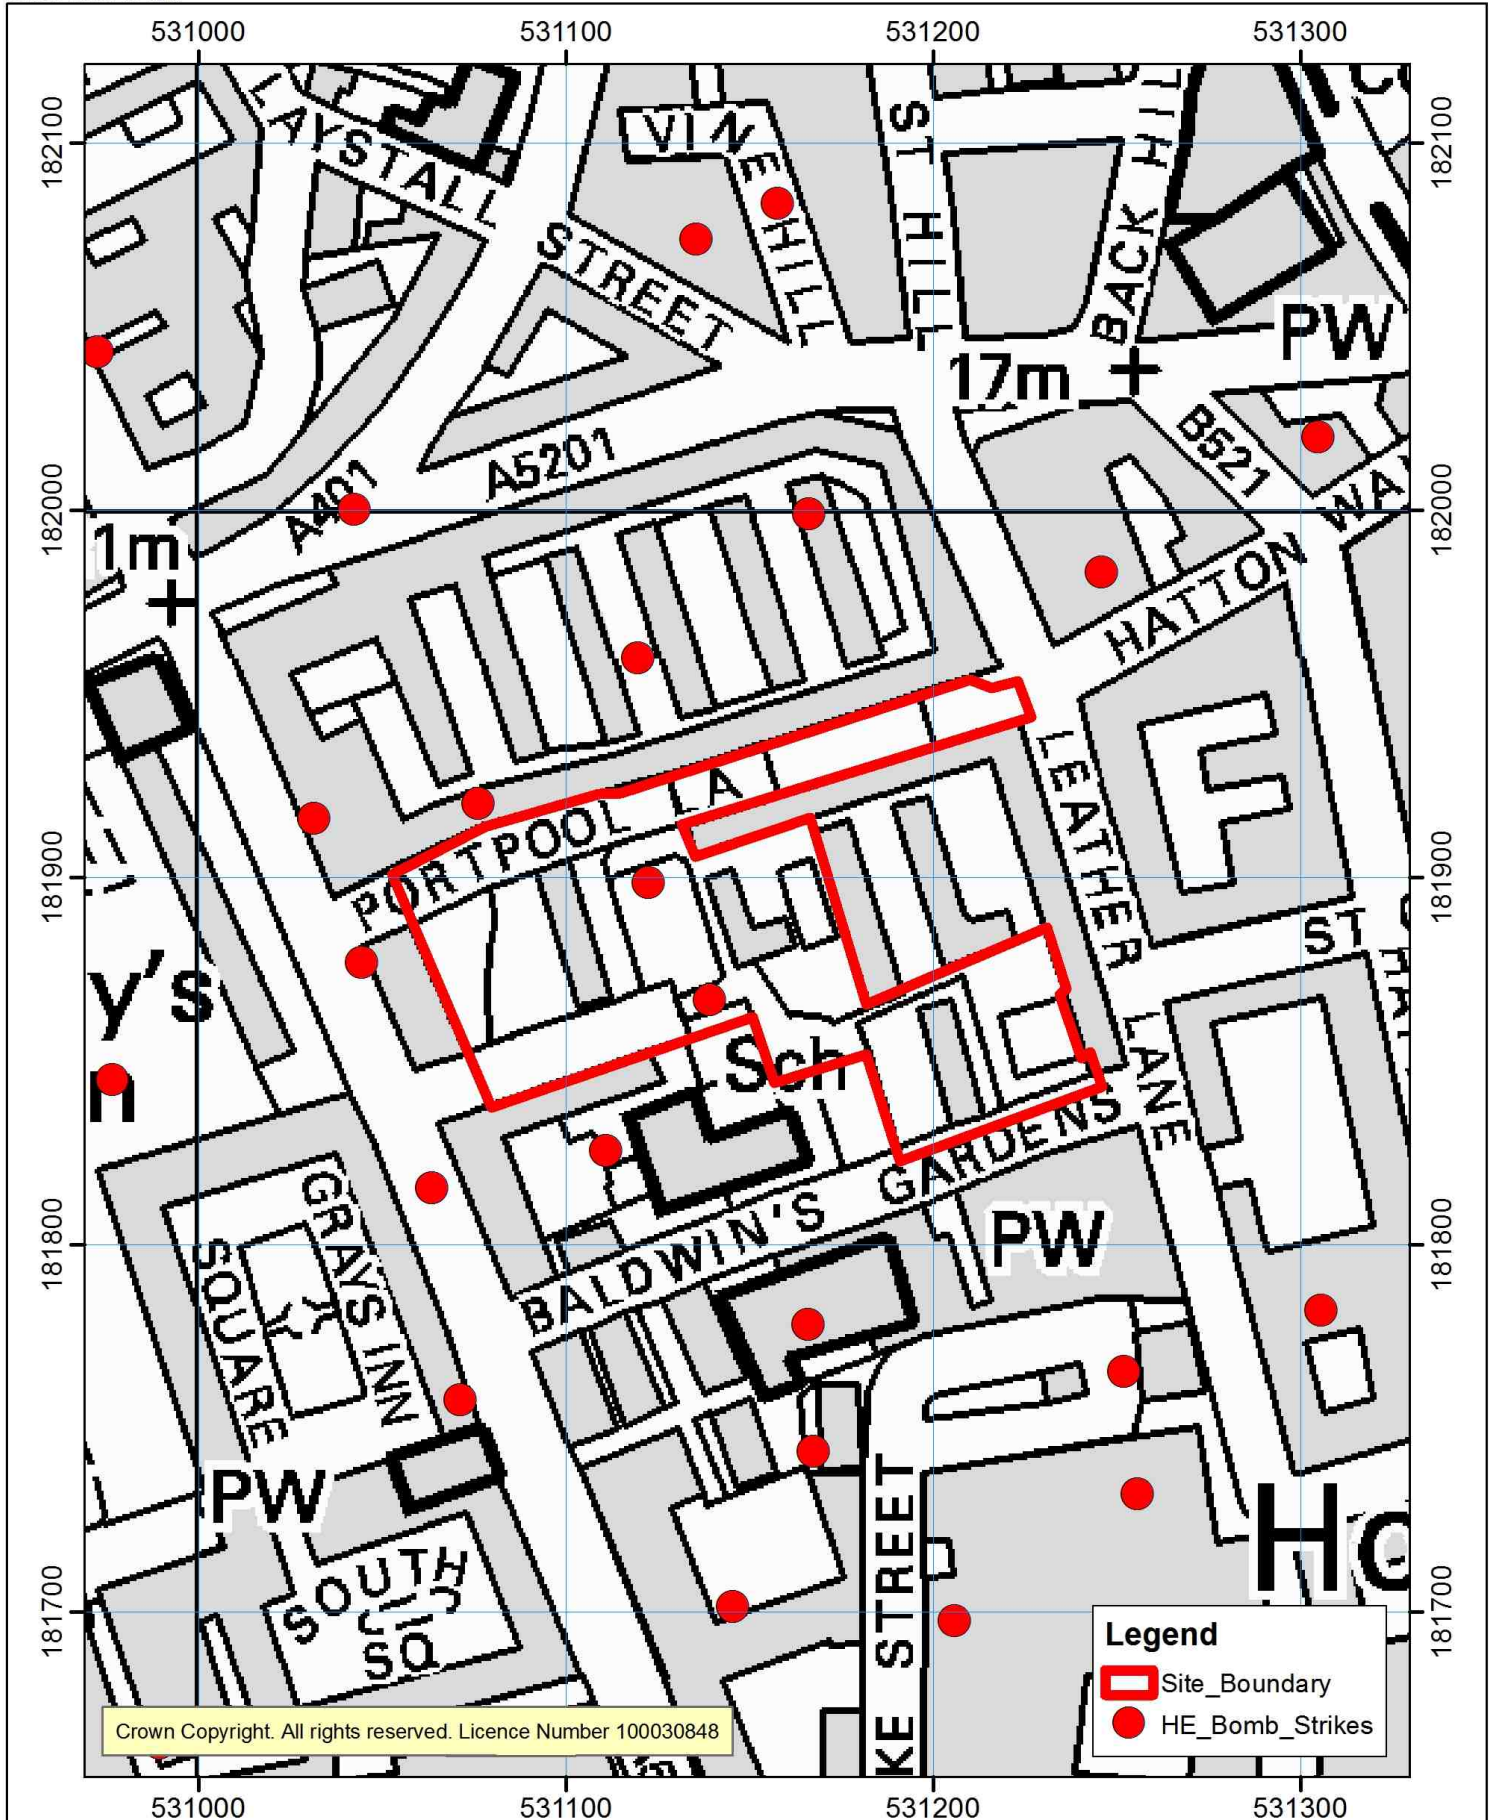 531000 531100 531200 531300
182100
182000
181900
181800
181700
182100
182000
181900
181800
181700
LAYSTALL
STREET
VINE HILL
ST
HILL
BACK HIL
PW
17m
B521
WA
A5201
A401
1m
HATTON
LEATHER
LANE
PORTPOOL LA
ST
y's
n
Sch
BALDWIN'S GARDENS
PW
GRAYS INN
SQUARE
PW
SOUTH
SQ
KE STREET
Ho
Legend
Site_Boundary
HE_Bomb_Strikes
Crown Copyright. All rights reserved. Licence Number 100030848
531000 531100 531200 531300